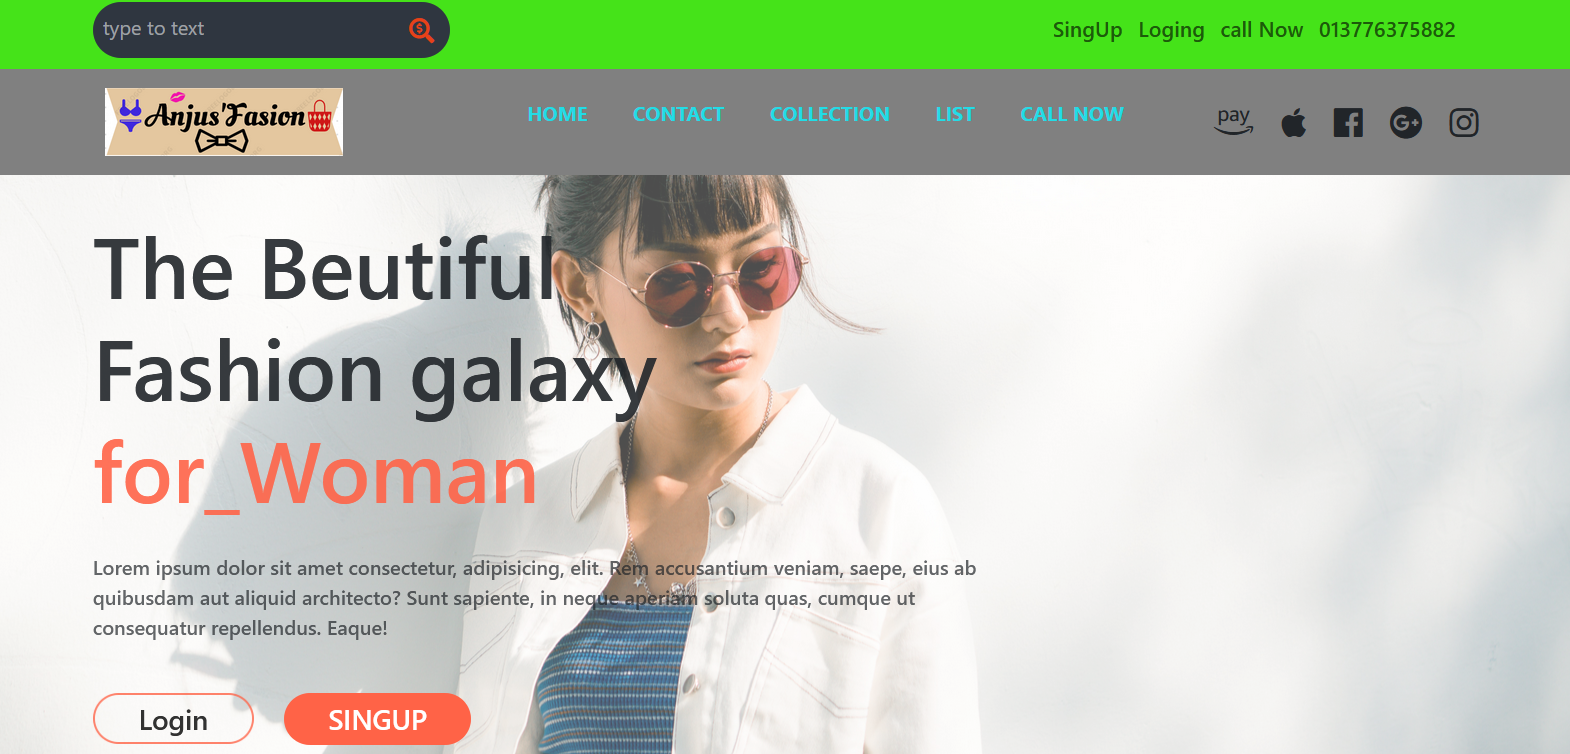 type to text
SingUp Loging call Now 013776375882
Anjus'Fasion
HOME CONTACT COLLECTION LIST CALL NOW
pay
The Beutiful
Fashion galaxy
for_Woman
Lorem ipsum dolor sit amet consectetur, adipisicing, elit. Rem accusantium veniam, saepe, eius ab
quibusdam aut aliquid architecto? Sunt sapiente, in neque aperiam soluta quas, cumque ut
consequatur repellendus. Eaque!
Login SINGUP